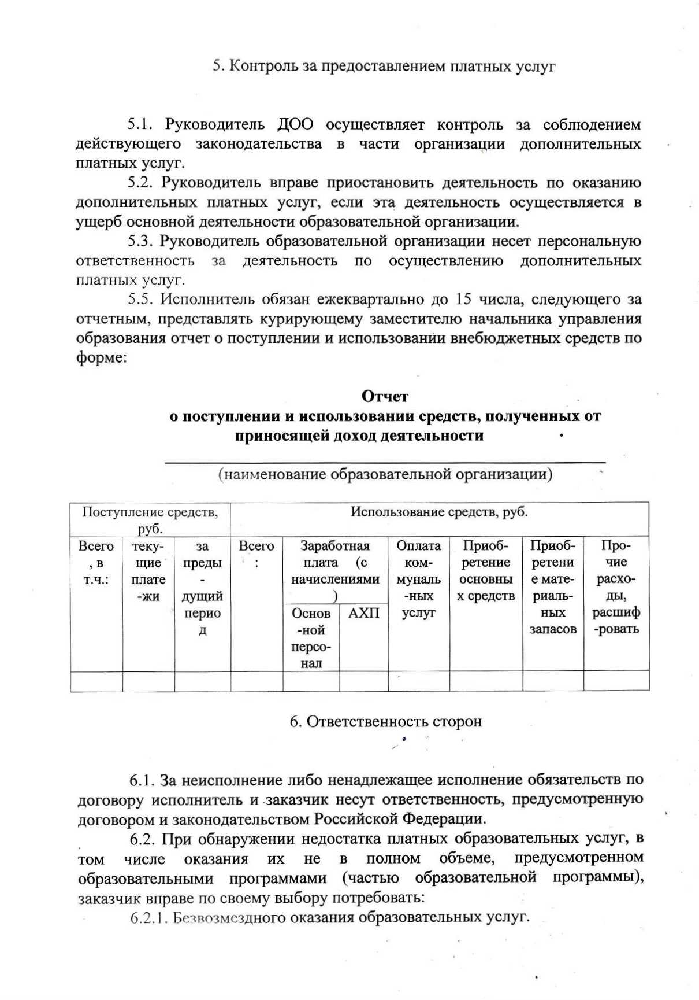 5. Контроль за предоставлением платных услуг
5.1. Руководитель ДОО осуществляет контроль за соблюдением
действующего законодательства в части организации дополнительных
платных услуг.
5.2. Руководитель вправе приостановить деятельность по оказанию
дополнительных платных услуг, если эта деятельность осуществляется в
ущерб основной деятельности образовательной организации.
5.3. Руководитель образовательной организации несет персональную
ответственность за деятельность по осуществлению дополнительных
платных услуг.
5.5. Исполнитель обязан ежеквартально до 15 числа, следующего за
отчетным, представлять курирующему заместителю начальника управления
образования отчет о поступлении и использовании внебюджетных средств по
форме:
Отчет
о поступлении и использовании средств, полученных от
приносящей доход деятельности
(наименование образовательной организации)
Поступление средств,
руб.
Использование средств, руб.
Всего
, в
т.ч.:
теку-
щие
плате
-жи
за
преды
-
дущий
перио
д
Всего
:
Заработная
плата (с
начислениями
)
Основ
-ной
персо-
нал
АХП
Оплата
ком-
муналь
-ных
услуг
Приоб-
ретение
основны
х средств
Приоб-
ретени
е мате-
риаль-
ных
запасов
Про-
чие
расхо-
ды,
расшиф
-ровать
6. Ответственность сторон
6.1. За неисполнение либо ненадлежащее исполнение обязательств по
договору исполнитель и заказчик несут ответственность, предусмотренную
договором и законодательством Российской Федерации.
6.2. При обнаружении недостатка платных образовательных услуг, в
том числе оказания их не в полном объеме, предусмотренном
образовательными программами (частью образовательной программы),
заказчик вправе по своему выбору потребовать:
6.2.1. Безвозмездного оказания образовательных услуг.